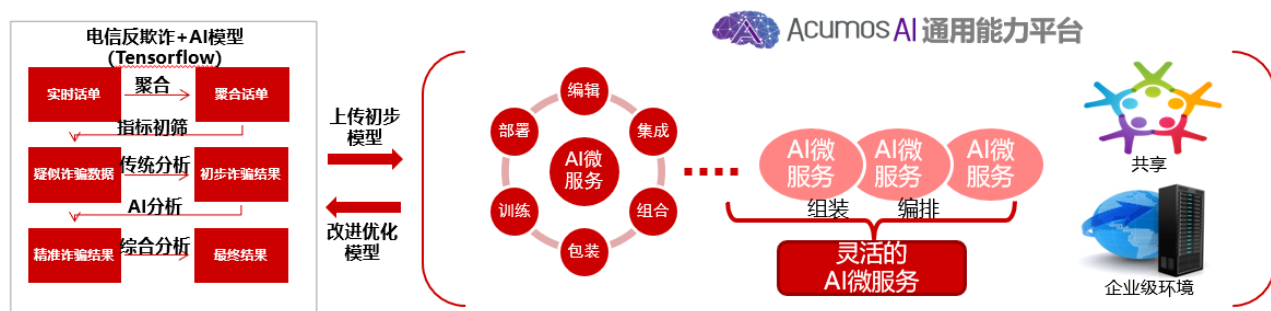 电信反欺诈+AI模型
(Tensorflow)
实时话单
聚合
聚合话单
指标初筛
疑似诈骗数据
传统分析
初步诈骗结果
AI分析
精准诈骗结果
综合分析
最终结果
上传初步
模型
改进优化
模型
Acumos AI 通用能力平台
编辑
部署
集成
AI微
服务
训练
组合
包装
AI微
服务
AI微
服务
AI微
服务
组装
编排
灵活的
AI微服务
共享
企业级环境